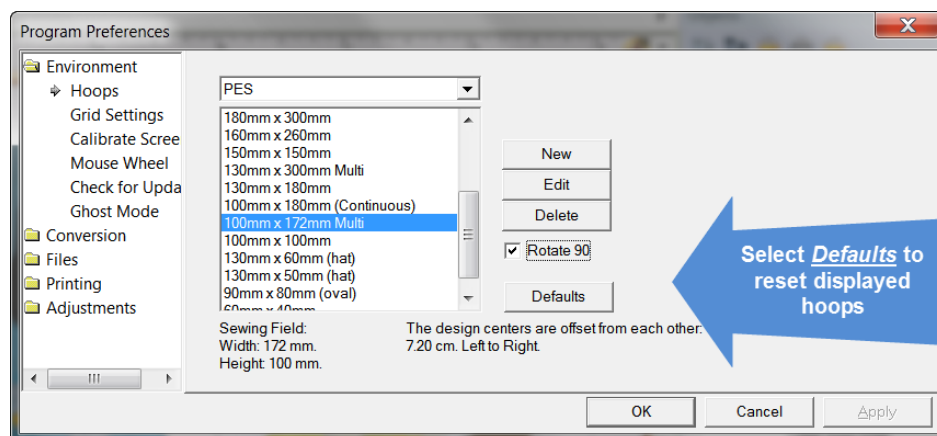 Program Preferences
Environment
Hoops
Grid Settings
Calibrate Scree
Mouse Wheel
Check for Upda
Ghost Mode
Conversion
Files
Printing
Adjustments
PES
180mm x 300mm
160mm x 260mm
150mm x 150mm
130mm x 300mm Multi
130mm x 180mm
100mm x 180mm (Continuous)
100mm x 172mm Multi
100mm x 100mm
130mm x 60mm (hat)
130mm x 50mm (hat)
90mm x 80mm (oval)
60mm x 40mm
New
Edit
Delete
Rotate 90
Defaults
Sewing Field:
Width: 172 mm.
Height: 100 mm.
The design centers are offset from each other:
7.20 cm. Left to Right.
Select Defaults to
reset displayed
hoops
OK
Cancel
Apply